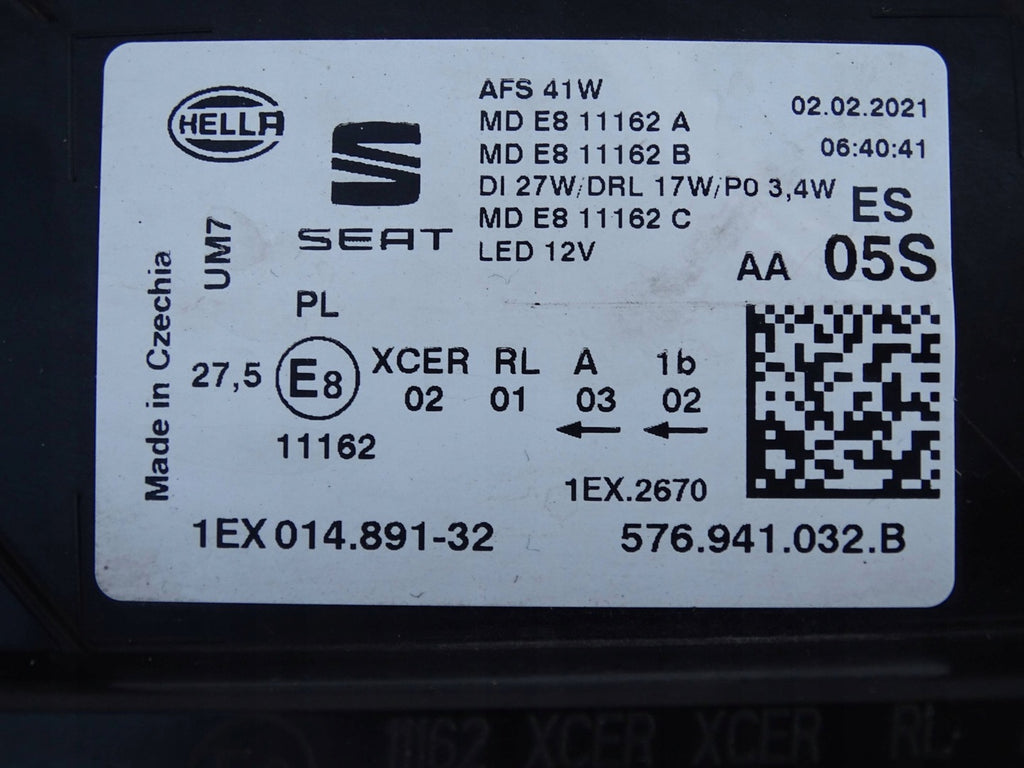 HELLA
SEAT
AFS 41W
MD E8 11162 A
MD E8 11162 B
DI 27W/DRL 17W/P0 3,4W
MD E8 11162 C
LED 12V
02.02.2021
06:40:41
ES
AA 05S
Made in Czechia
UM7
PL
27,5 E8 XCER RL A 1b
02 01 03 02
11162
1EX.2670
1EX 014.891-32
576.941.032.B
11162 XCER XCER RL